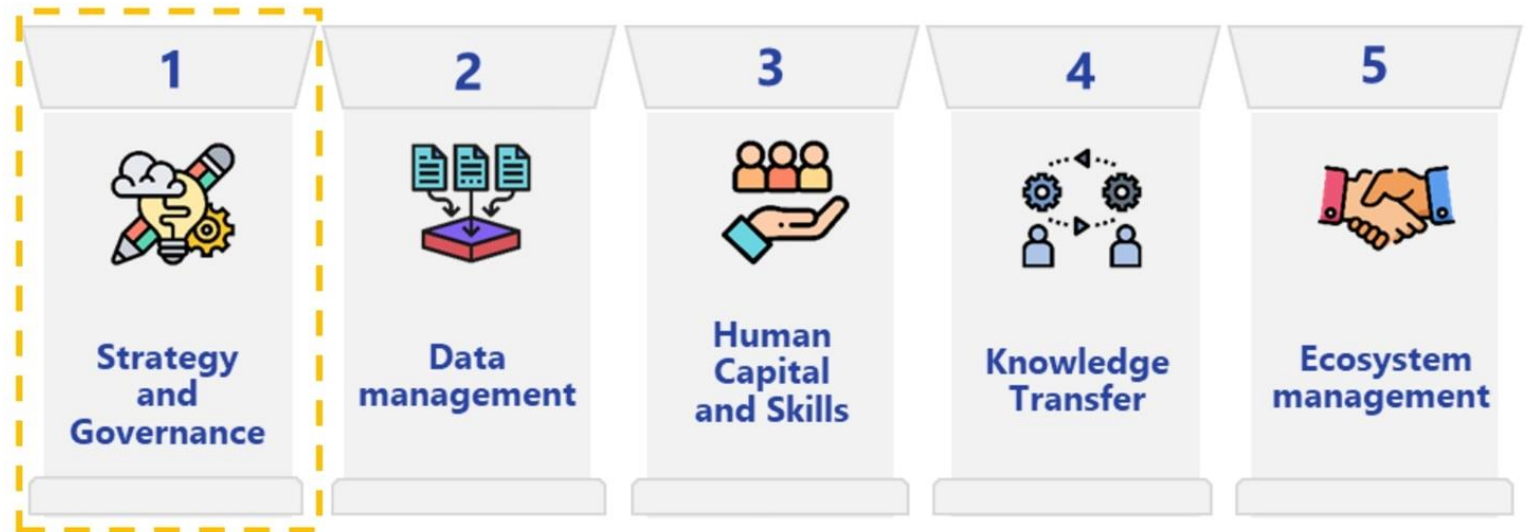 1
Strategy
and
Governance
2
Data
management
3
Human
Capital
and Skills
4
Knowledge
Transfer
5
Ecosystem
management